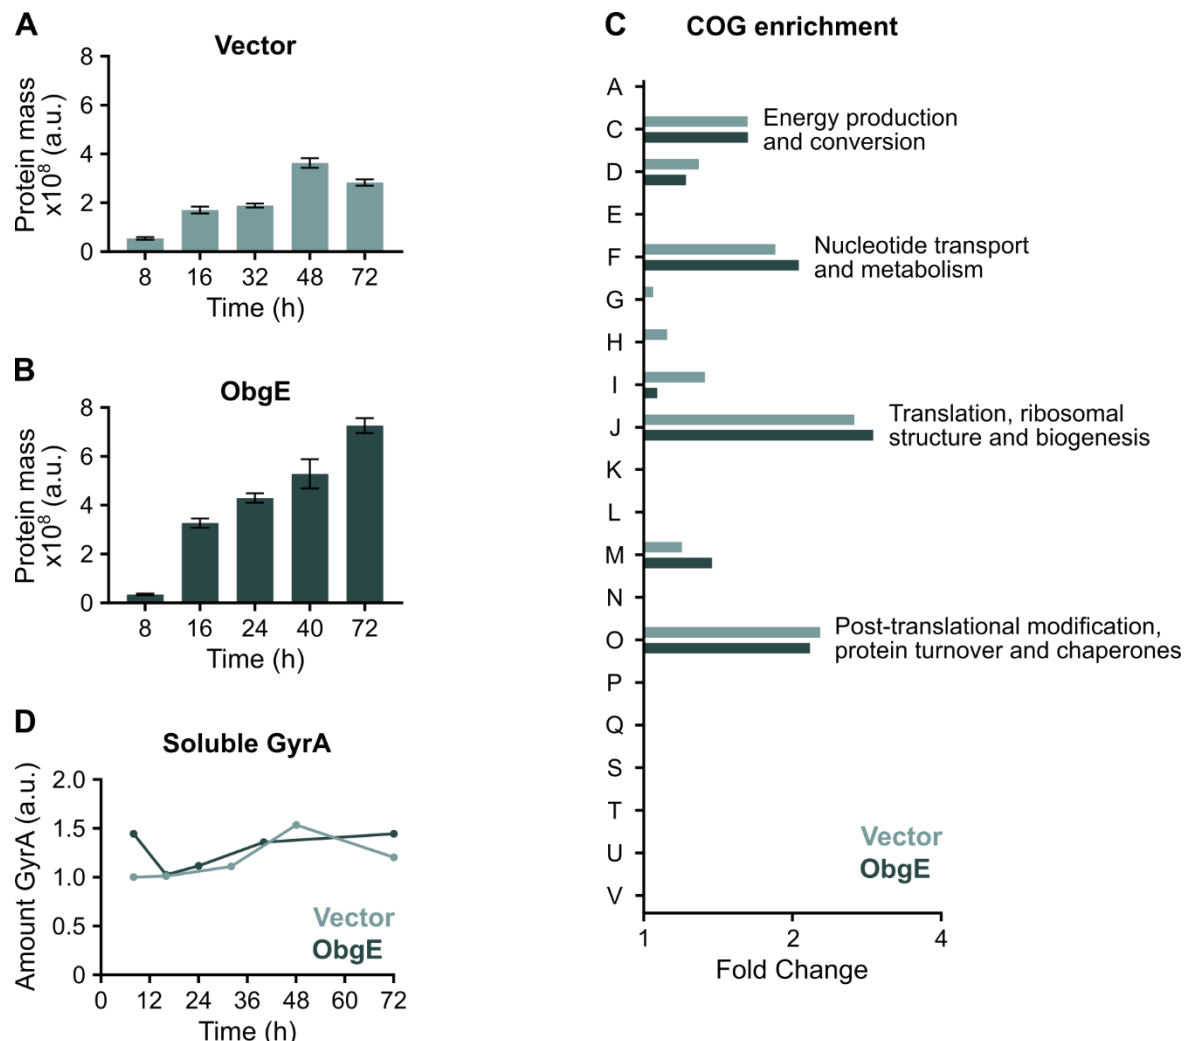 A
Vector
Protein mass
x10⁸ (a.u.)
8
6
4
2
0
8 16 32 48 72
Time (h)
B
ObgE
Protein mass
x10⁸ (a.u.)
8
6
4
2
0
8 16 24 40 72
Time (h)
D
Soluble GyrA
Amount GyrA (a.u.)
2.0
1.5
1.0
0.5
0
Vector
ObgE
0 12 24 36 48 60 72
Time (h)
C
COG enrichment
A
C
Energy production
and conversion
D
E
F
Nucleotide transport
and metabolism
G
H
I
J
Translation, ribosomal
structure and biogenesis
K
L
M
N
O
Post-translational modification,
protein turnover and chaperones
P
Q
S
T
U
V
Vector
ObgE
1 2 4
Fold Change